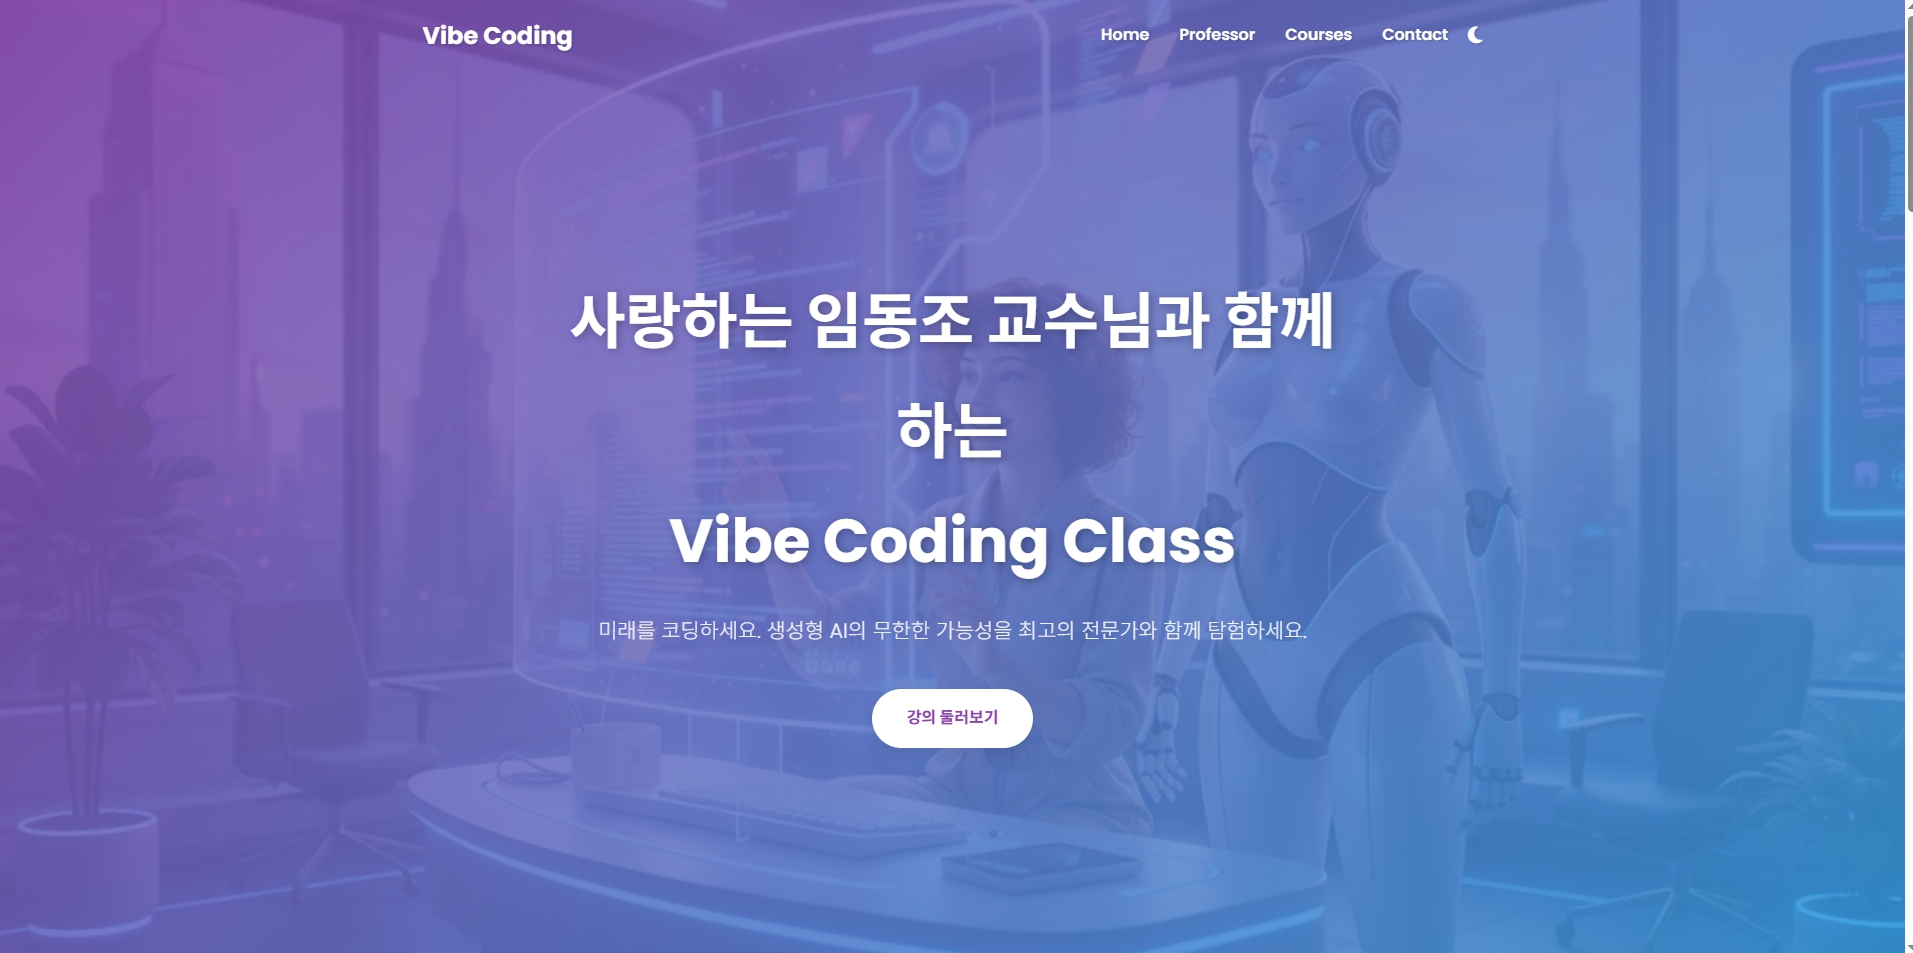 Vibe Coding
Home Professor Courses Contact
사랑하는 임동조 교수님과 함께
하는
Vibe Coding Class
미래를 코딩하세요. 생성형 AI의 무한한 가능성을 최고의 전문가와 함께 탐험하세요.
강의 둘러보기